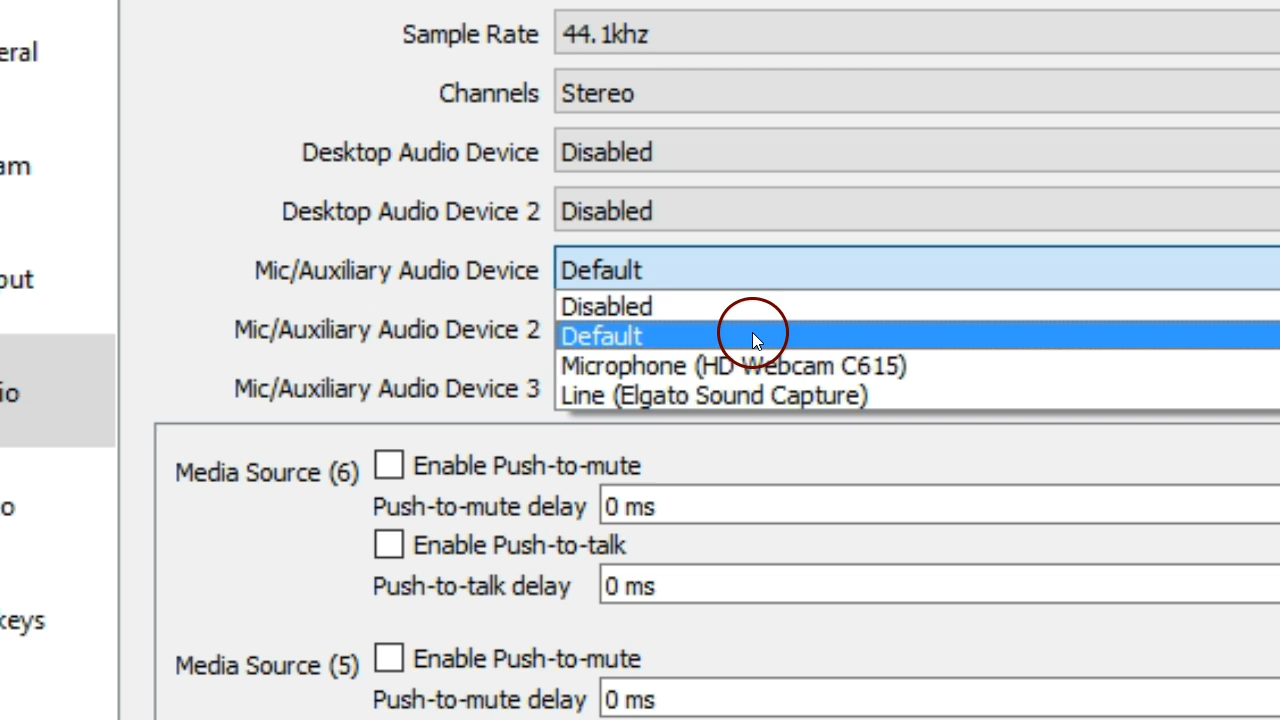 eral
am
out
io
o
keys
Sample Rate 44.1khz
Channels Stereo
Desktop Audio Device Disabled
Desktop Audio Device 2 Disabled
Mic/Auxiliary Audio Device Default
Disabled
Mic/Auxiliary Audio Device 2 Default
Microphone (HD Webcam C615)
Mic/Auxiliary Audio Device 3 Line (Elgato Sound Capture)
Media Source (6) Enable Push-to-mute
Push-to-mute delay 0 ms
Enable Push-to-talk
Push-to-talk delay 0 ms
Media Source (5) Enable Push-to-mute
Push-to-mute delay 0 ms